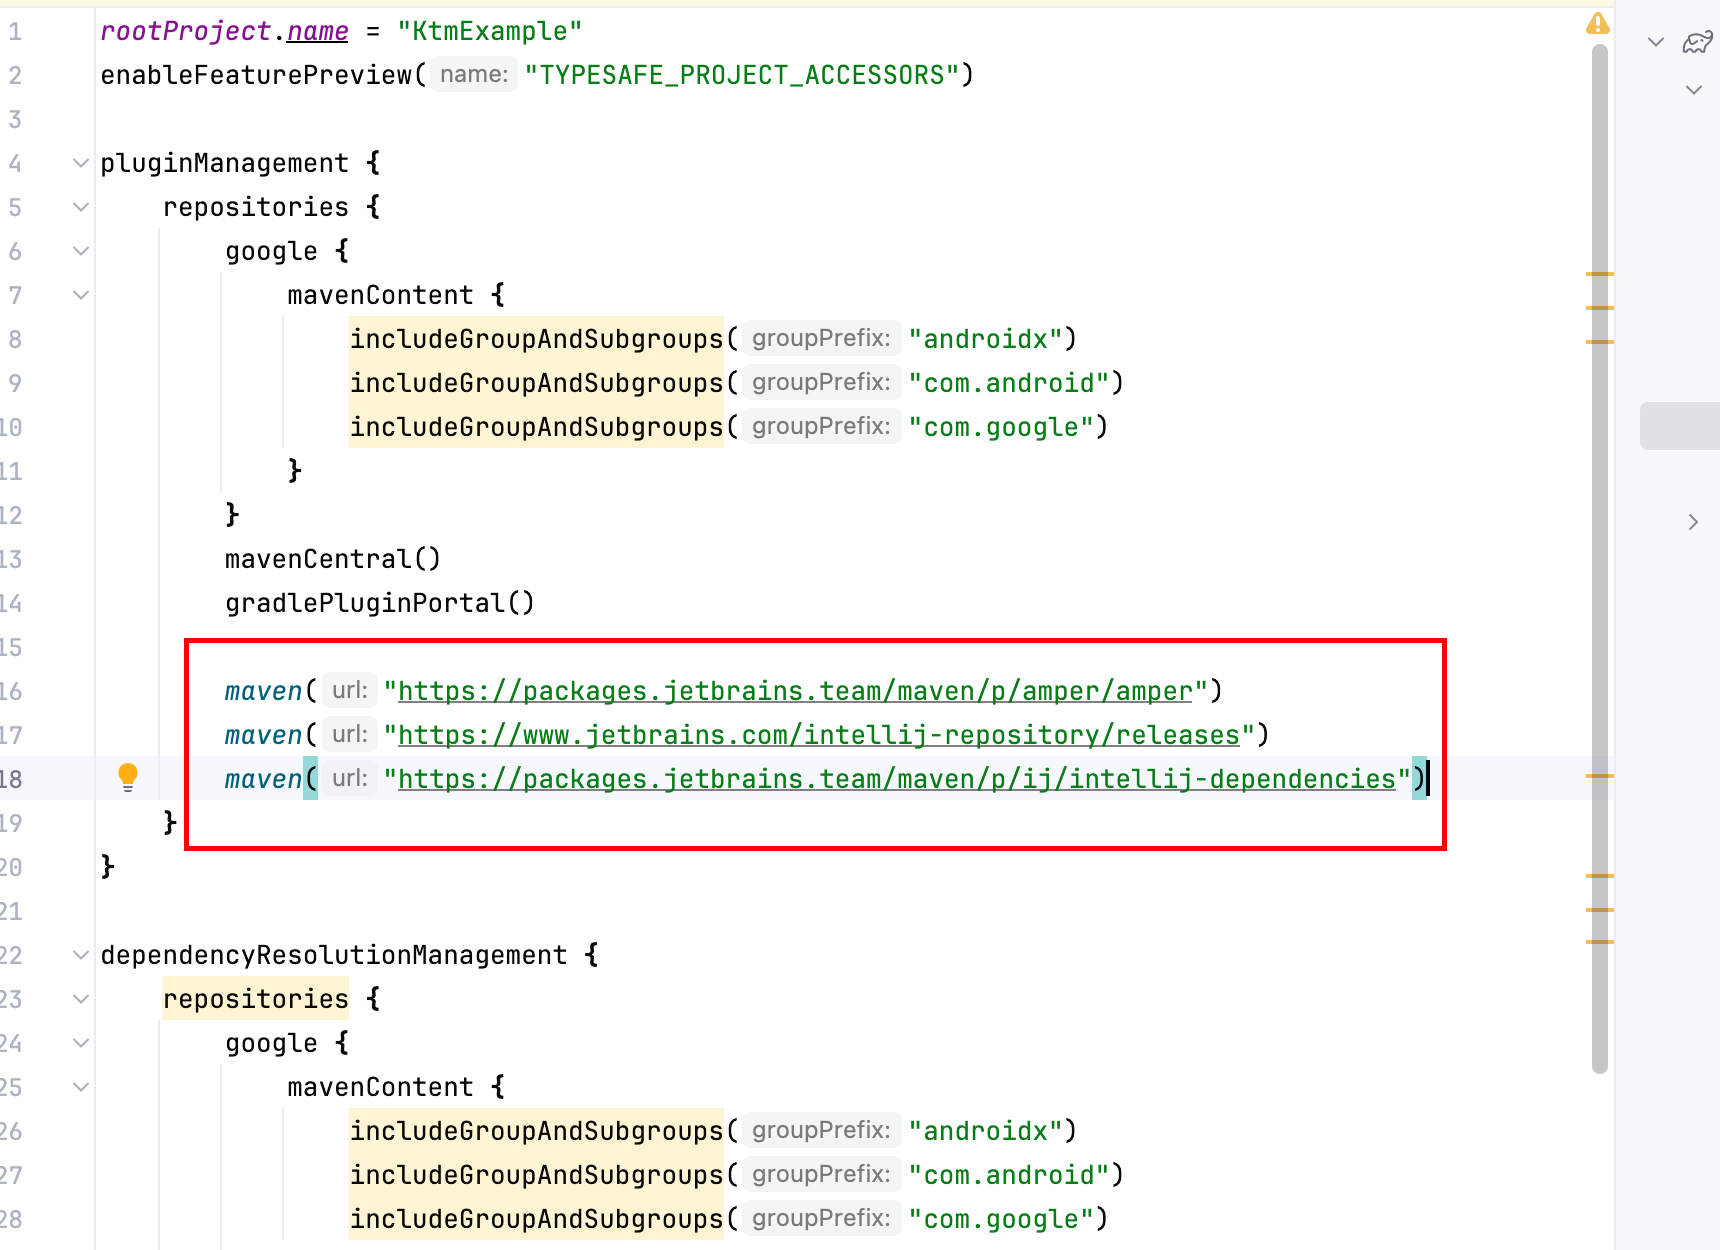 1 rootProject.name = "KtmExample"
2 enableFeaturePreview( name: "TYPESAFE_PROJECT_ACCESSORS")
3
4 pluginManagement {
5 repositories {
6 google {
7 mavenContent {
8 includeGroupAndSubgroups( groupPrefix: "androidx")
9 includeGroupAndSubgroups( groupPrefix: "com.android")
10 includeGroupAndSubgroups( groupPrefix: "com.google")
11 }
12 }
13 mavenCentral()
14 gradlePluginPortal()
15
16 maven( url: "https://packages.jetbrains.team/maven/p/amper/amper")
17 maven( url: "https://www.jetbrains.com/intellij-repository/releases")
18 maven( url: "https://packages.jetbrains.team/maven/p/ij/intellij-dependencies")
19 }
20 }
21
22 dependencyResolutionManagement {
23 repositories {
24 google {
25 mavenContent {
26 includeGroupAndSubgroups( groupPrefix: "androidx")
27 includeGroupAndSubgroups( groupPrefix: "com.android")
28 includeGroupAndSubgroups( groupPrefix: "com.google")